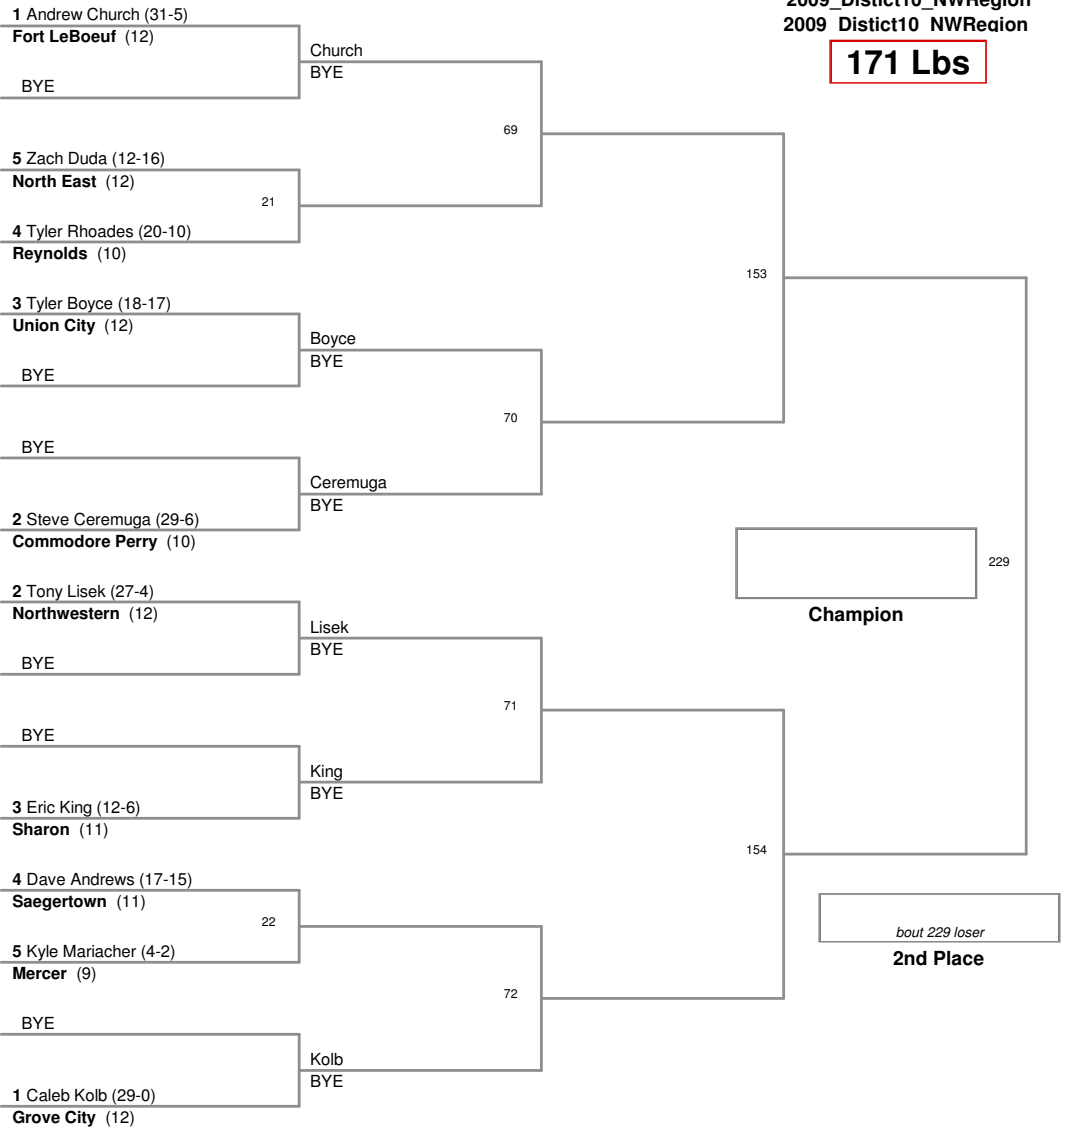 2009_Distict10_NWRegion
2009_Distict10_NWRegion
171 Lbs
1 Andrew Church (31-5)
Fort LeBoeuf (12)
Church
BYE
BYE
69
5 Zach Duda (12-16)
North East (12)
21
4 Tyler Rhoades (20-10)
Reynolds (10)
153
3 Tyler Boyce (18-17)
Union City (12)
Boyce
BYE
BYE
70
BYE
Ceremuga
BYE
2 Steve Ceremuga (29-6)
Commodore Perry (10)
229
Champion
2 Tony Lisek (27-4)
Northwestern (12)
Lisek
BYE
BYE
71
BYE
King
BYE
3 Eric King (12-6)
Sharon (11)
154
4 Dave Andrews (17-15)
Saegertown (11)
22
5 Kyle Mariacher (4-2)
Mercer (9)
bout 229 loser
2nd Place
72
BYE
Kolb
BYE
1 Caleb Kolb (29-0)
Grove City (12)